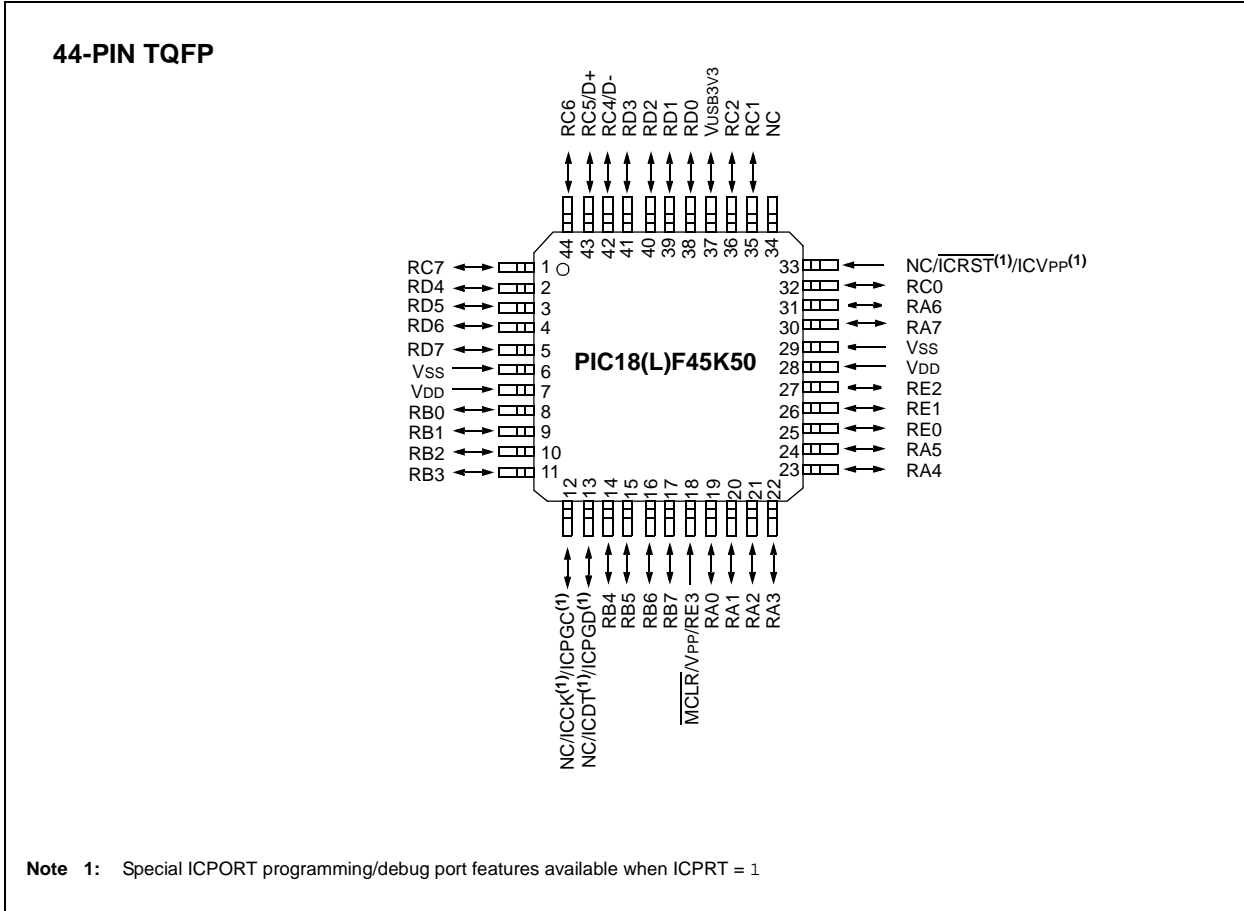 44-PIN TQFP
RC6
RC5/D+
RC4/D-
RD3
RD2
RD1
RD0
VUSB3V3
RC2
RC1
NC
44
43
42
41
40
39
38
37
36
35
34
RC7 1
RD4 2
RD5 3
RD6 4
RD7 5
VSS 6
VDD 7
RB0 8
RB1 9
RB2 10
RB3 11
PIC18(L)F45K50
33 NC/ICRST(1)/ICVPP(1)
32 RC0
31 RA6
30 RA7
29 VSS
28 VDD
27 RE2
26 RE1
25 RE0
24 RA5
23 RA4
12
13
14
15
16
17
18
19
20
21
22
NC/ICCK(1)/ICPGC(1)
NC/ICDT(1)/ICPGD(1)
RB4
RB5
RB6
RB7
MCLR/VPP/RE3
RA0
RA1
RA2
RA3
Note 1: Special ICPORT programming/debug port features available when ICPRT = 1